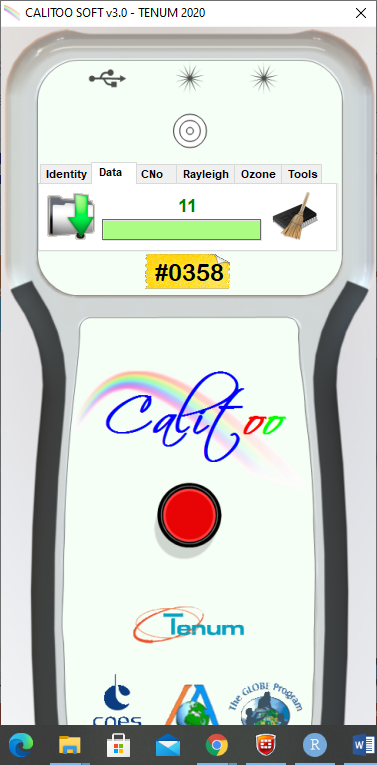 CALITOO SOFT v3.0 - TENUM 2020
Identity Data CNo Rayleigh Ozone Tools
11
#0358
Calitoo
Tenum
cnes
The GLOBE Program
R
W